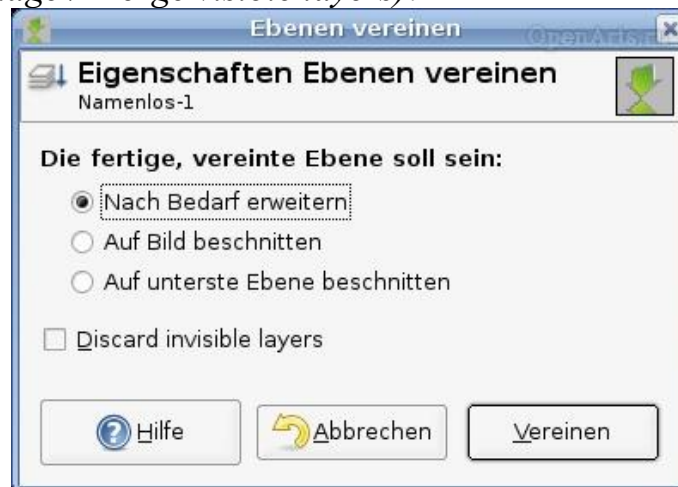 Ebenen vereinen
Eigenschaften Ebenen vereinen
Namenlos-1
Die fertige, vereinte Ebene soll sein:
Nach Bedarf erweitern
Auf Bild beschnitten
Auf unterste Ebene beschnitten
Discard invisible layers
Hilfe
Abbrechen
Vereinen